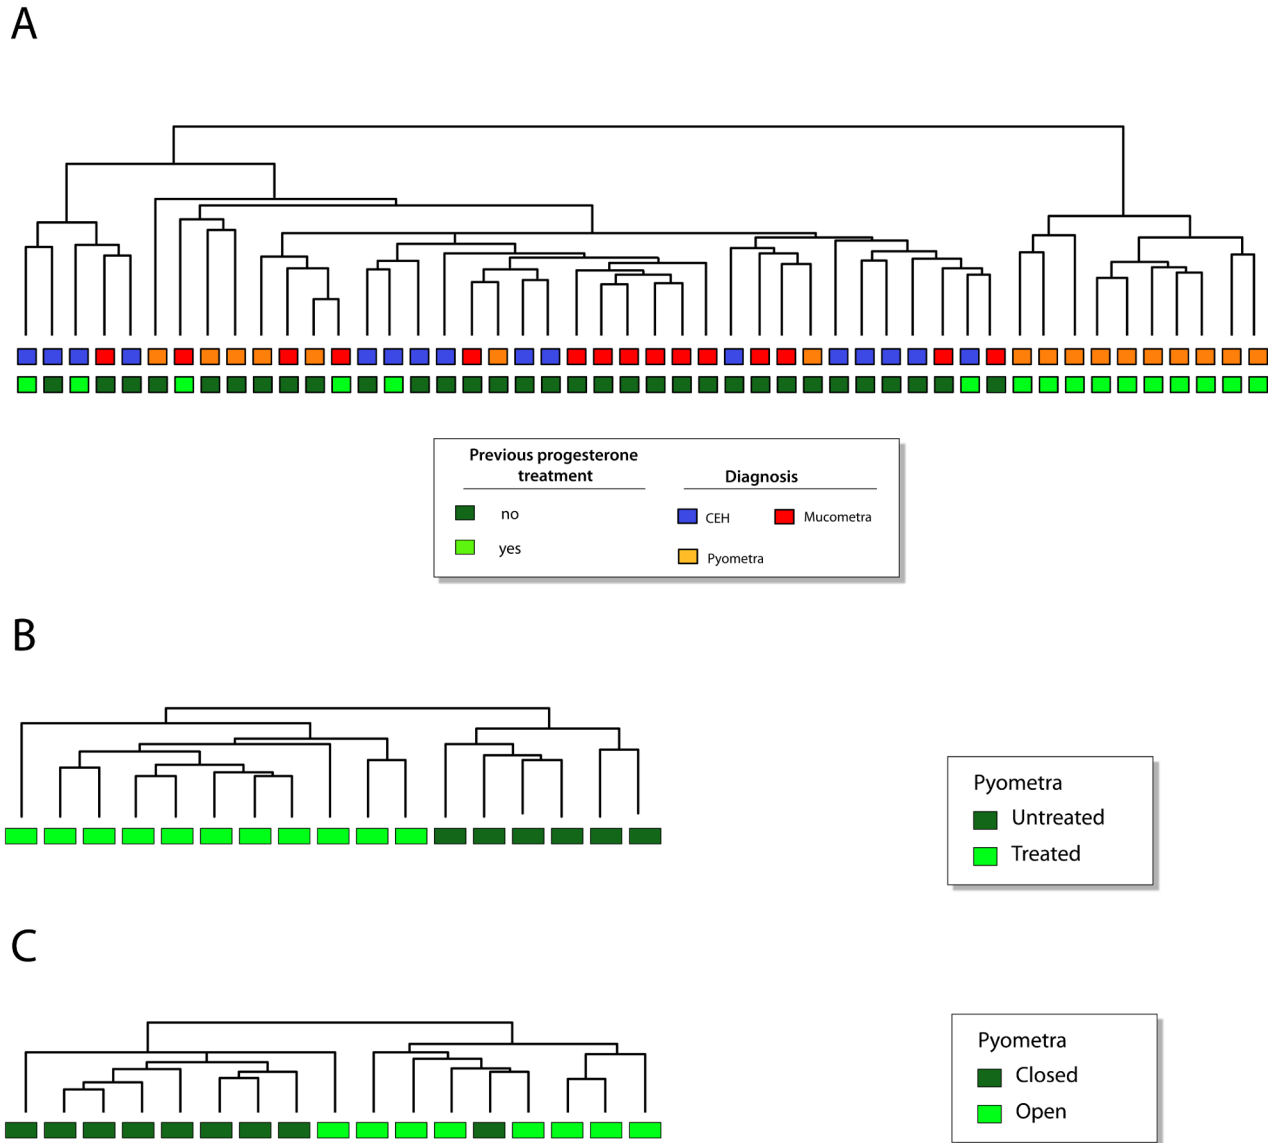 A
Previous progesterone
treatment
Diagnosis
no
CEH
Mucometra
yes
Pyometra
B
Pyometra
Untreated
Treated
C
Pyometra
Closed
Open